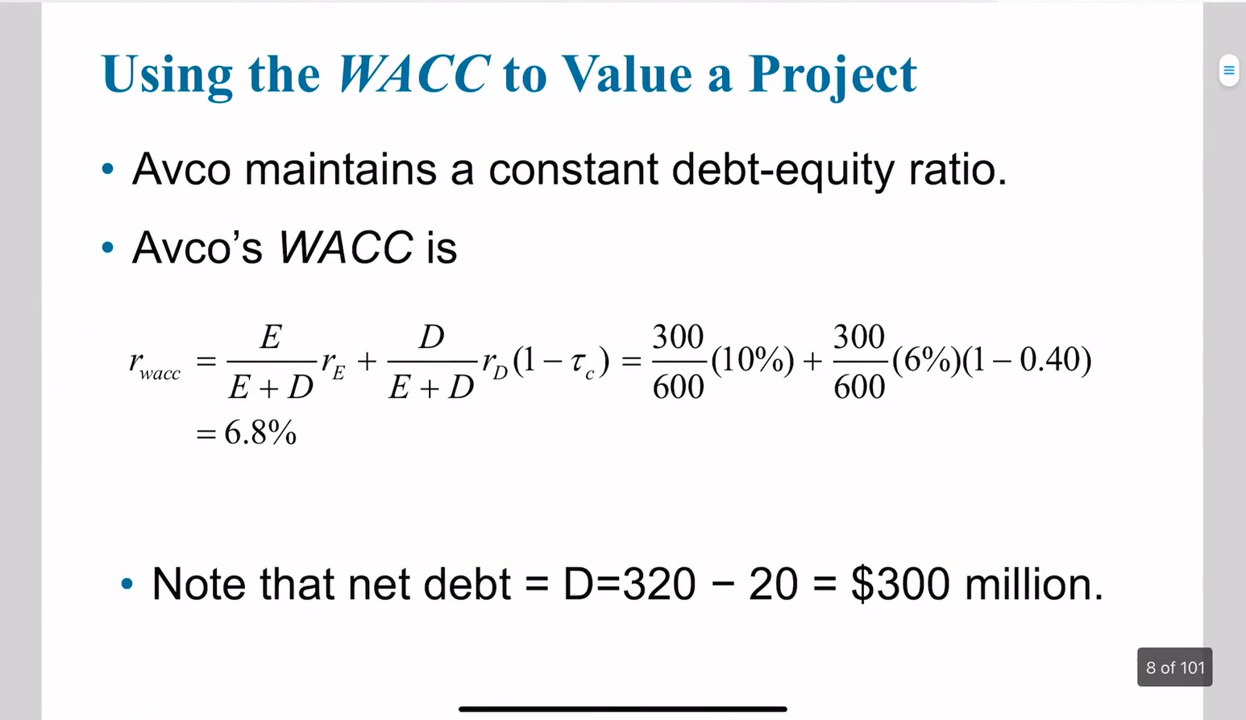 Using the WACC to Value a Project
• Avco maintains a constant debt-equity ratio.
• Avco’s WACC is
r_wacc = E/(E + D) r_E + D/(E + D) r_D (1 − τ_c) = 300/600 (10%) + 300/600 (6%)(1 − 0.40)
= 6.8%
• Note that net debt = D=320 − 20 = $300 million.
8 of 101